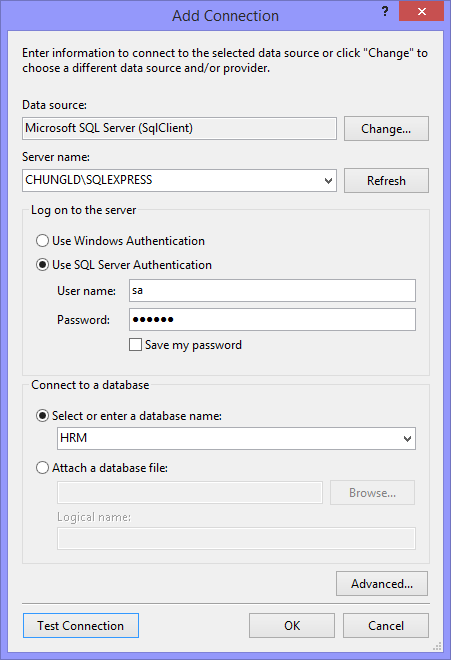 Add Connection
?
Enter information to connect to the selected data source or click "Change" to
choose a different data source and/or provider.
Data source:
Microsoft SQL Server (SqlClient)
Change...
Server name:
CHUNGLD\SQLEXPRESS
Refresh
Log on to the server
Use Windows Authentication
Use SQL Server Authentication
User name:
sa
Password:
●●●●●●
Save my password
Connect to a database
Select or enter a database name:
HRM
Attach a database file:
Browse...
Logical name:
Advanced...
Test Connection
OK
Cancel